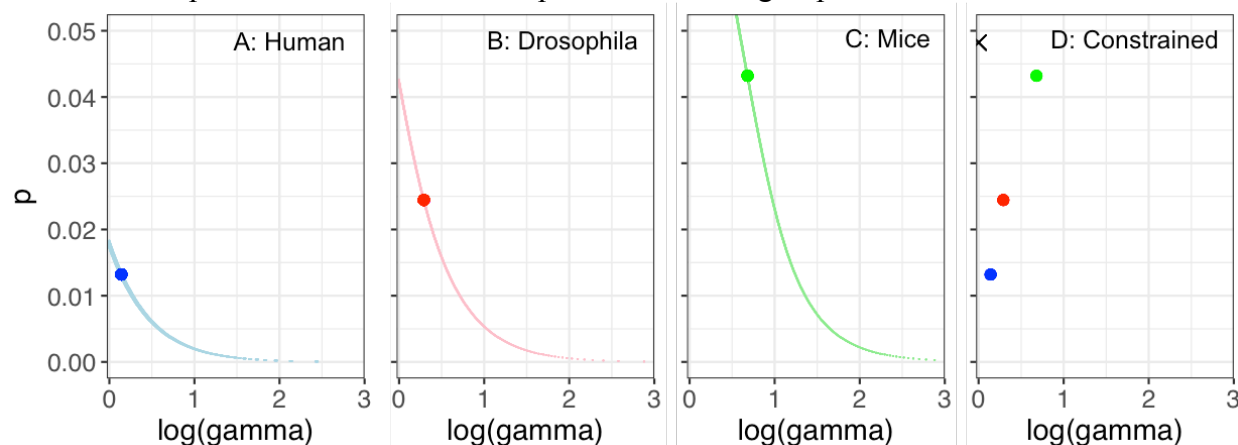 A: Human
B: Drosophila
C: Mice
D: Constrained
p
0.05
0.04
0.03
0.02
0.01
0.00
0 1 2 3
0 1 2 3
0 1 2 3
0 1 2 3
log(gamma)
log(gamma)
log(gamma)
log(gamma)